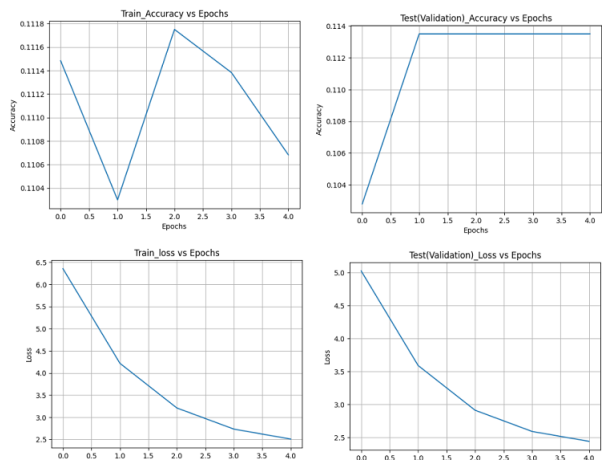 Train_Accuracy vs Epochs
0.1118
0.1116
0.1114
0.1112
0.1110
0.1108
0.1106
0.1104
Accuracy
0.0 0.5 1.0 1.5 2.0 2.5 3.0 3.5 4.0
Epochs
Test(Validation)_Accuracy vs Epochs
0.114
0.112
0.110
0.108
0.106
0.104
Accuracy
0.0 0.5 1.0 1.5 2.0 2.5 3.0 3.5 4.0
Epochs
Train_loss vs Epochs
6.5
6.0
5.5
5.0
4.5
4.0
3.5
3.0
2.5
Loss
0.0 0.5 1.0 1.5 2.0 2.5 3.0 3.5 4.0
Test(Validation)_Loss vs Epochs
5.0
4.5
4.0
3.5
3.0
2.5
Loss
0.0 0.5 1.0 1.5 2.0 2.5 3.0 3.5 4.0